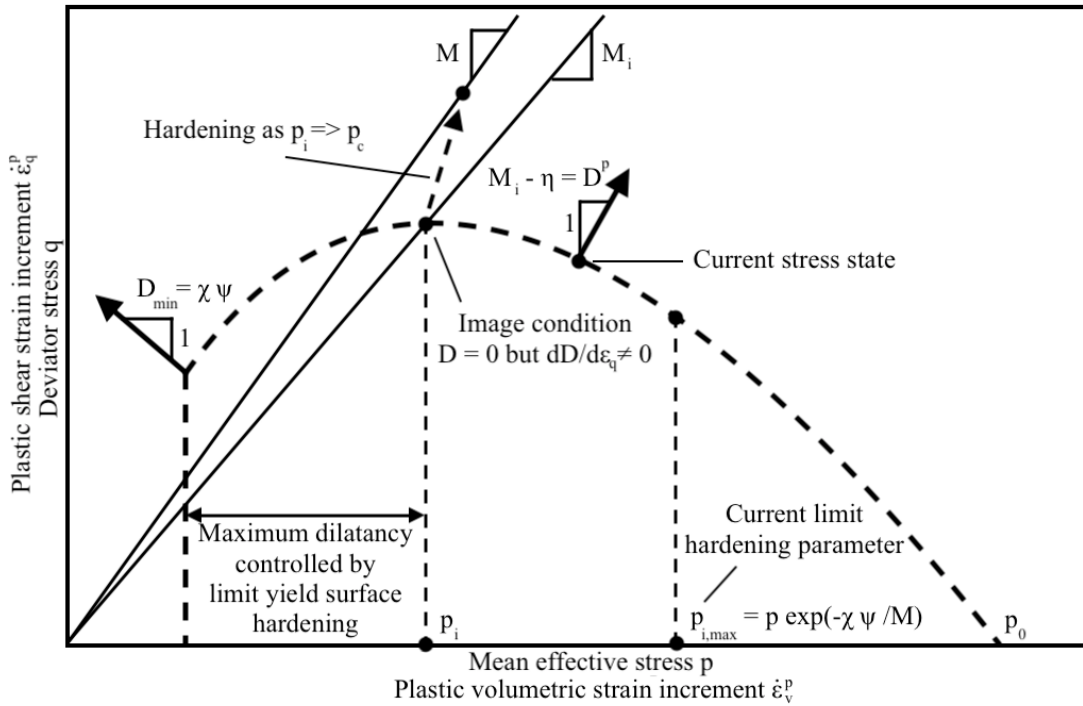 M
M_i
Hardening as p_i => p_c
M_i - η = D^p
1
Current stress state
D_min = χ ψ
1
Image condition
D = 0 but dD/dε_q ≠ 0
Plastic shear strain increment ε̇_q^p
Deviator stress q
Maximum dilatancy
controlled by
limit yield surface
hardening
Current limit
hardening parameter
p_i
p_i,max = p exp(-χ ψ /M)
p_0
Mean effective stress p
Plastic volumetric strain increment ε̇_v^p